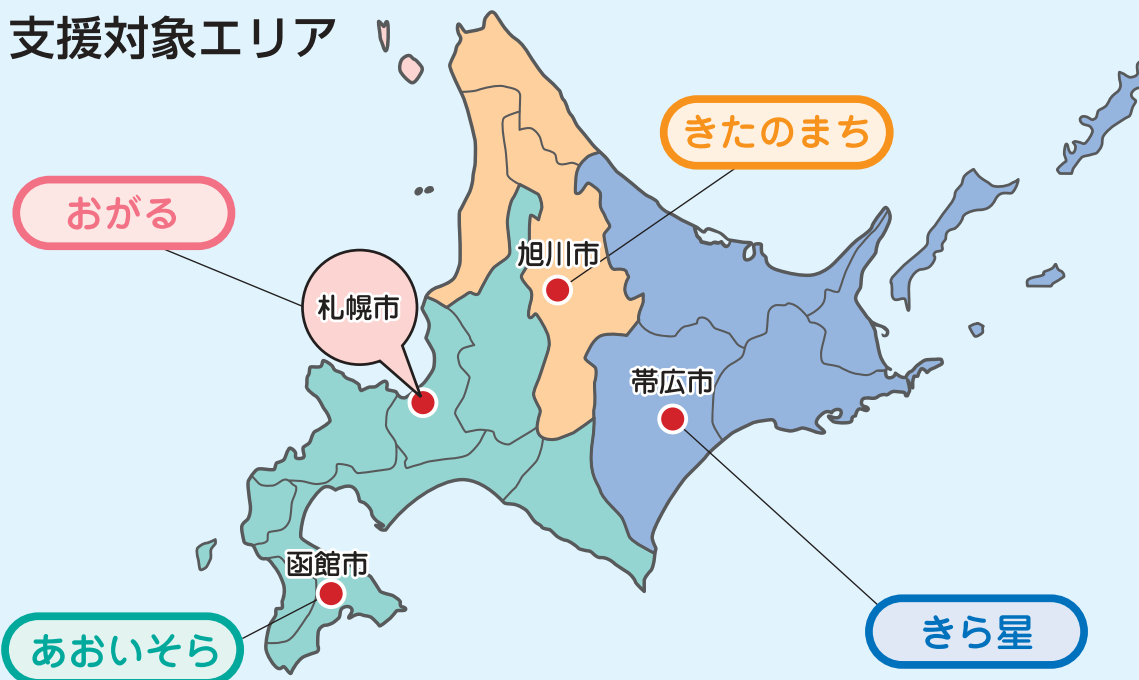 支援対象エリア
きたのまち
おがる
旭川市
札幌市
帯広市
函館市
あおいそら
きら星